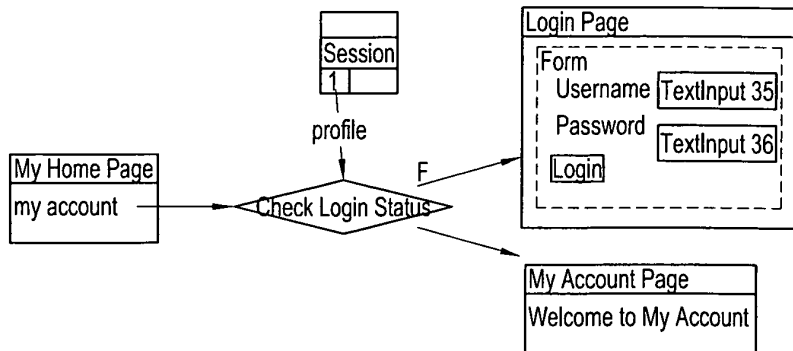 Session
1
profile
My Home Page
my account
Check Login Status
F
Login Page
Form
Username TextInput 35
Password TextInput 36
Login
My Account Page
Welcome to My Account